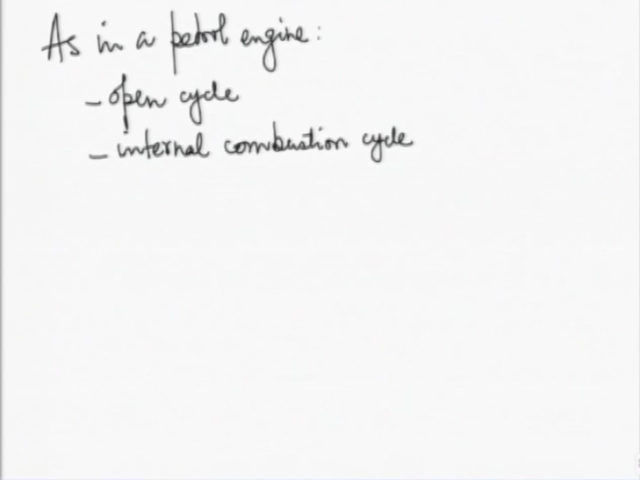 As in a petrol engine:
- open cycle
- internal combustion cycle